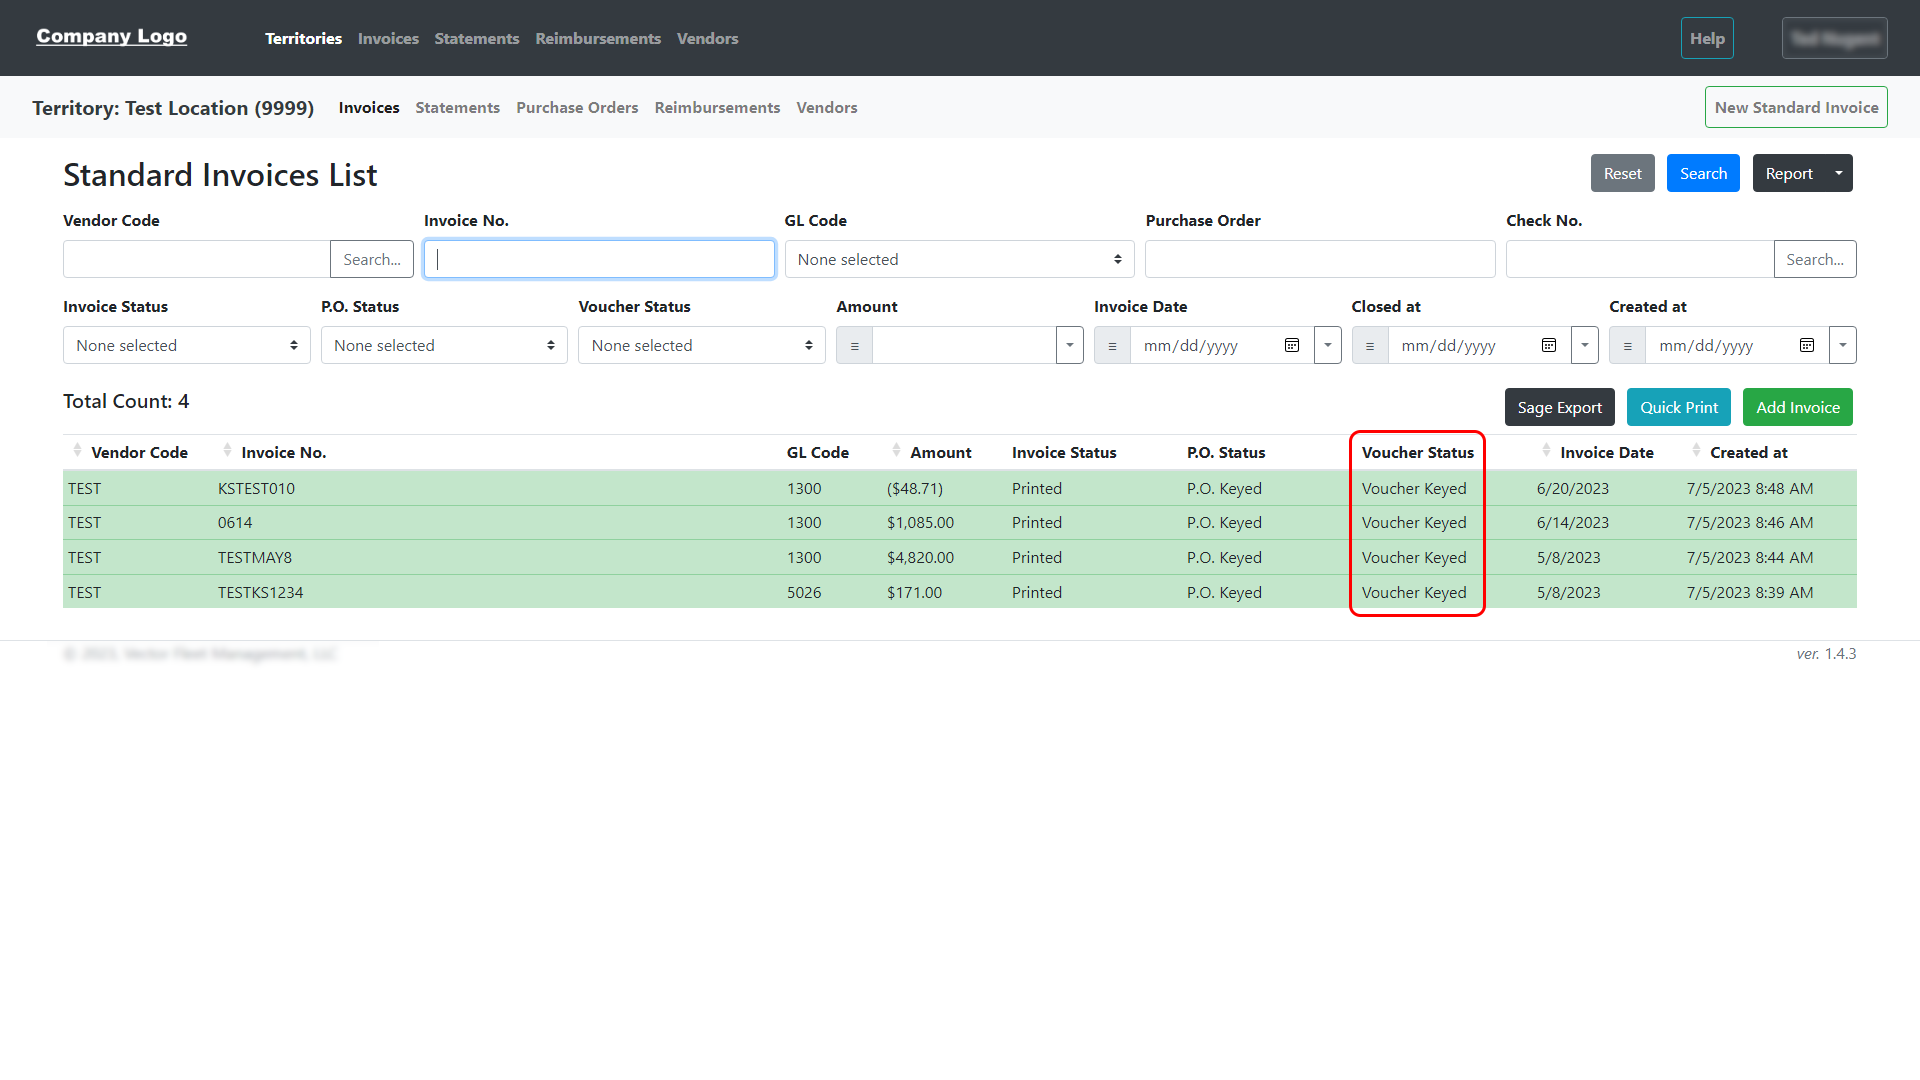 Company Logo Territories Invoices Statements Reimbursements Vendors Help
Territory: Test Location (9999) Invoices Statements Purchase Orders Reimbursements Vendors New Standard Invoice
Standard Invoices List Reset Search Report
Vendor Code Invoice No. GL Code Purchase Order Check No.
Search... None selected Search...
Invoice Status P.O. Status Voucher Status Amount Invoice Date Closed at Created at
None selected None selected None selected = = mm/dd/yyyy = mm/dd/yyyy = mm/dd/yyyy
Total Count: 4 Sage Export Quick Print Add Invoice
Vendor Code Invoice No. GL Code Amount Invoice Status P.O. Status Voucher Status Invoice Date Created at
TEST KSTEST010 1300 ($48.71) Printed P.O. Keyed Voucher Keyed 6/20/2023 7/5/2023 8:48 AM
TEST 0614 1300 $1,085.00 Printed P.O. Keyed Voucher Keyed 6/14/2023 7/5/2023 8:46 AM
TEST TESTMAY8 1300 $4,820.00 Printed P.O. Keyed Voucher Keyed 5/8/2023 7/5/2023 8:44 AM
TEST TESTKS1234 5026 $171.00 Printed P.O. Keyed Voucher Keyed 5/8/2023 7/5/2023 8:39 AM
ver. 1.4.3